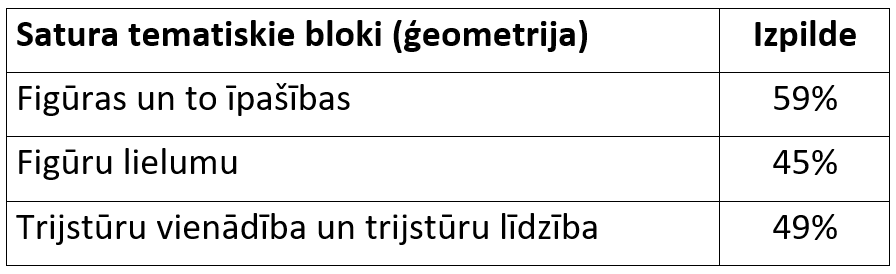 Satura tematiskie bloki (ģeometrija) Izpilde
Figūras un to īpašības 59%
Figūru lielumu 45%
Trijstūru vienādība un trijstūru līdzība 49%